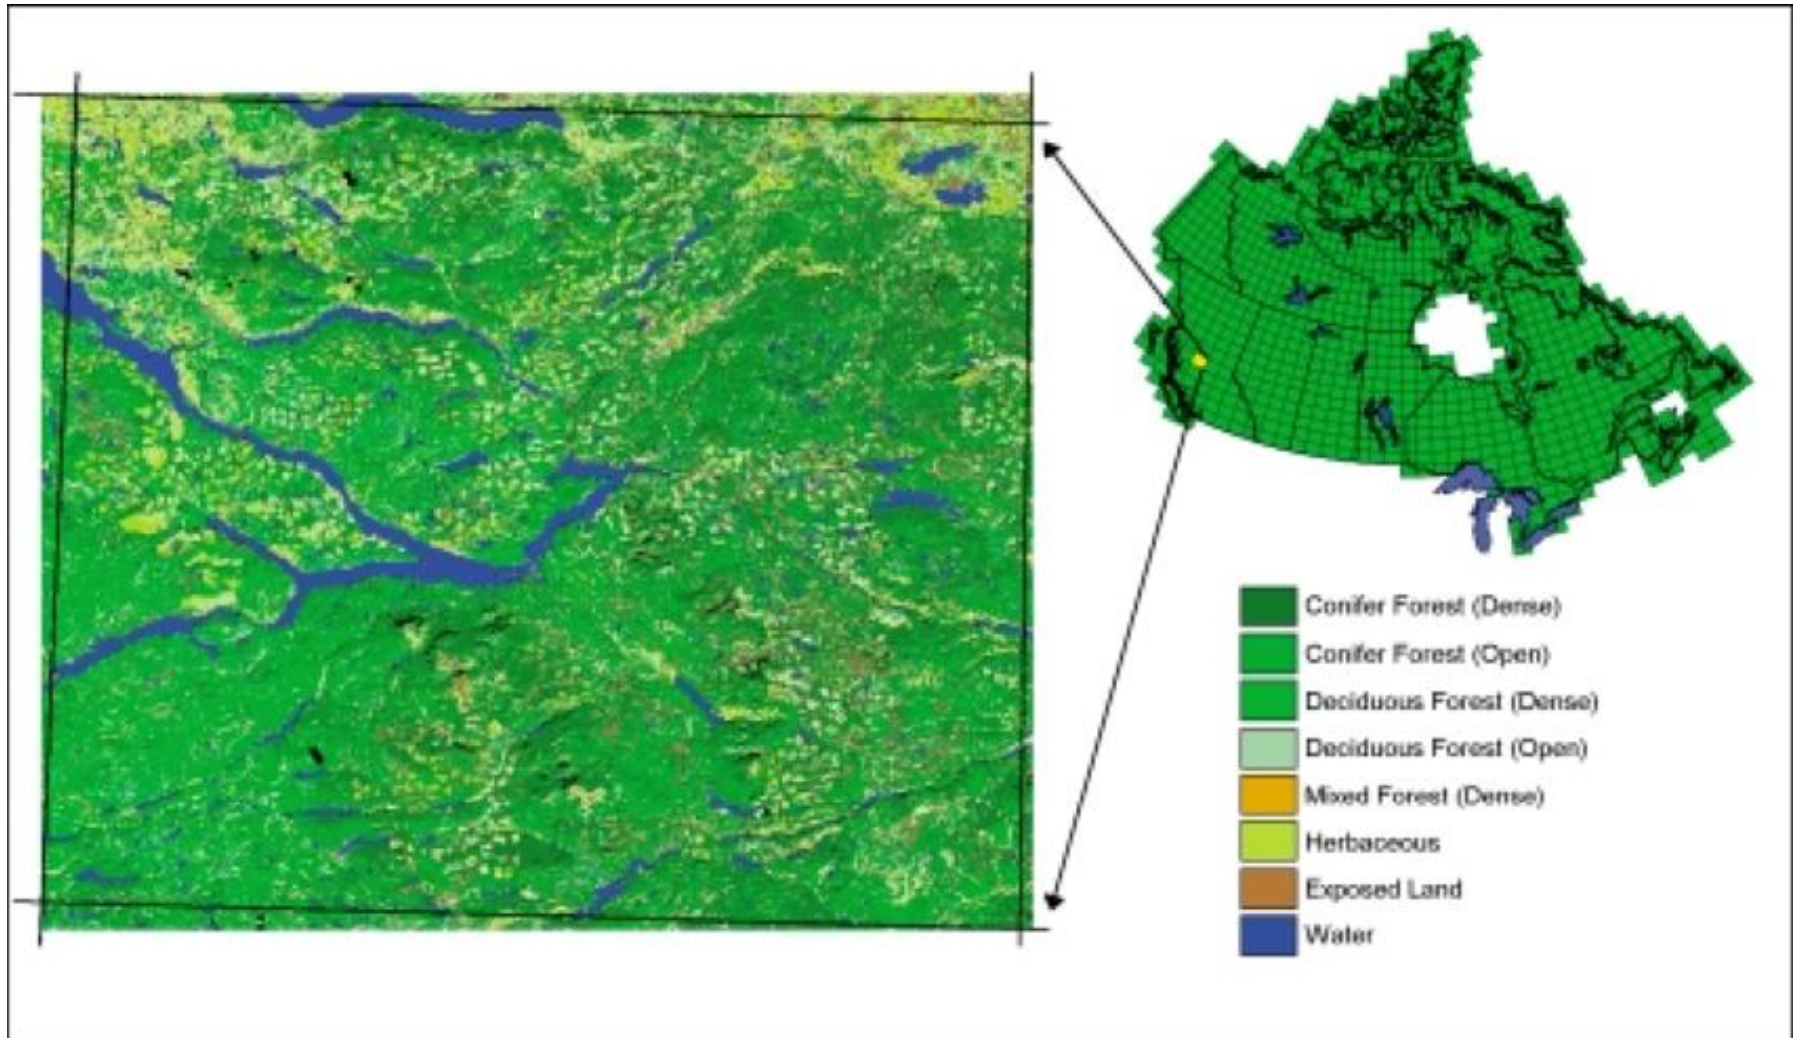 Conifer Forest (Dense)
Conifer Forest (Open)
Deciduous Forest (Dense)
Deciduous Forest (Open)
Mixed Forest (Dense)
Herbaceous
Exposed Land
Water